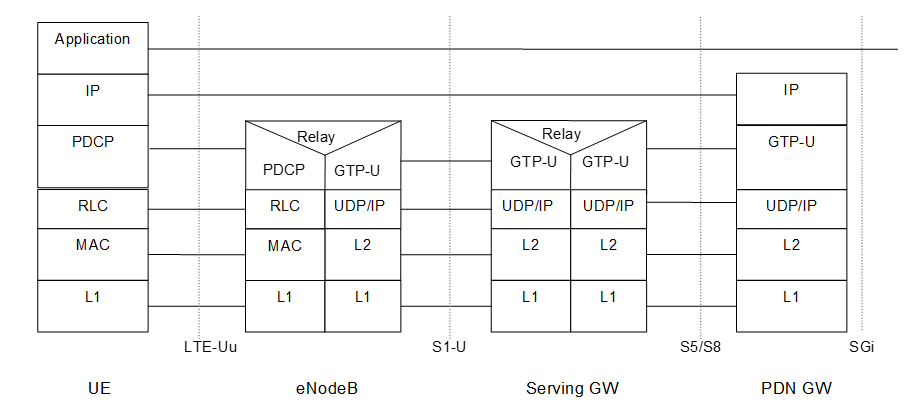 Application
IP
IP
Relay
Relay
PDCP
GTP-U
PDCP
GTP-U
GTP-U
GTP-U
RLC
RLC
UDP/IP
UDP/IP
UDP/IP
UDP/IP
MAC
MAC
L2
L2
L2
L2
L1
L1
L1
L1
L1
L1
LTE-Uu
S1-U
S5/S8
SGi
UE
eNodeB
Serving GW
PDN GW